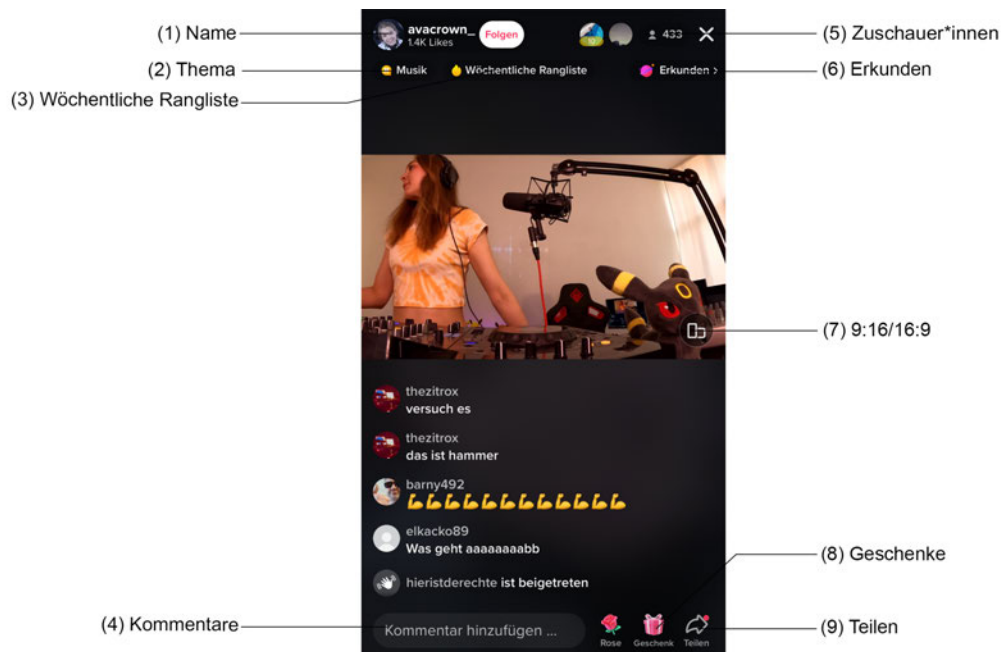 (1) Name
(2) Thema
(3) Wöchentliche Rangliste
avacrown_
1.4K Likes
Folgen
433
Musik
Wöchentliche Rangliste
Erkunden >
(5) Zuschauer*innen
(6) Erkunden
(7) 9:16/16:9
thezitrox
versuch es
thezitrox
das ist hammer
barny492
elkacko89
Was geht aaaaaaaabb
hieristderechte ist beigetreten
(8) Geschenke
(4) Kommentare
Kommentar hinzufügen ...
Rose
Geschenk
Teilen
(9) Teilen